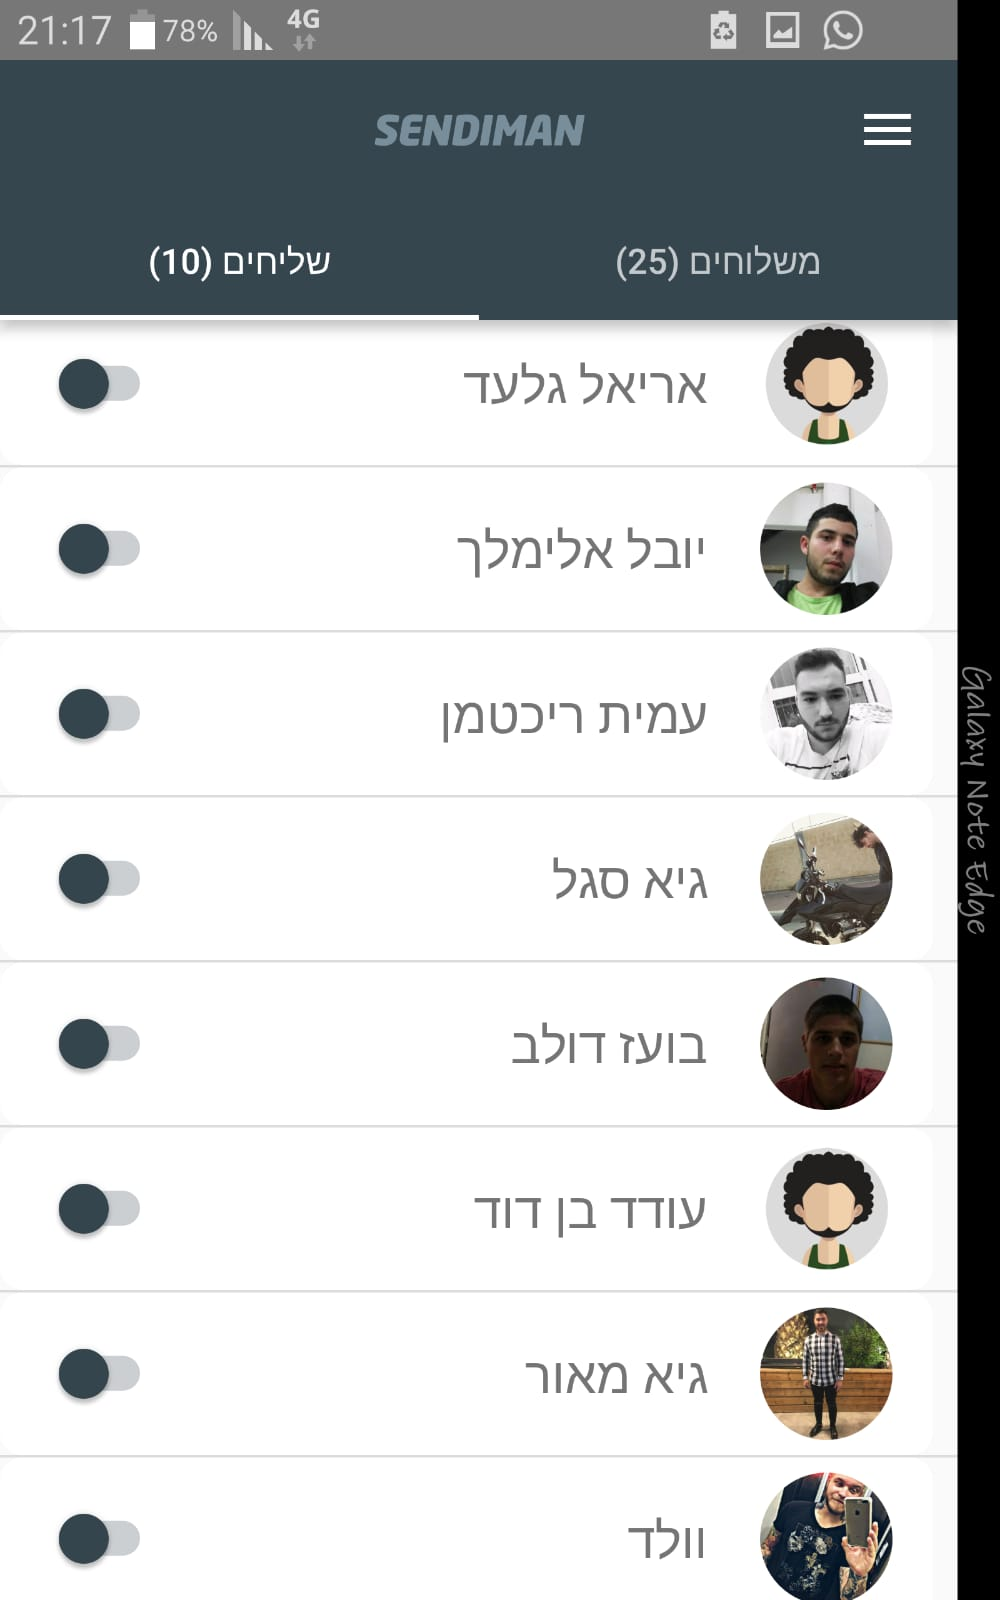 21:17 78% 4G
SENDIMAN
משלוחים (25)
שליחים (10)
אריאל גלעד
יובל אלימלך
עמית ריכטמן
גיא סגל
בועז דולב
עודד בן דוד
גיא מאור
וולד
Galaxy Note Edge